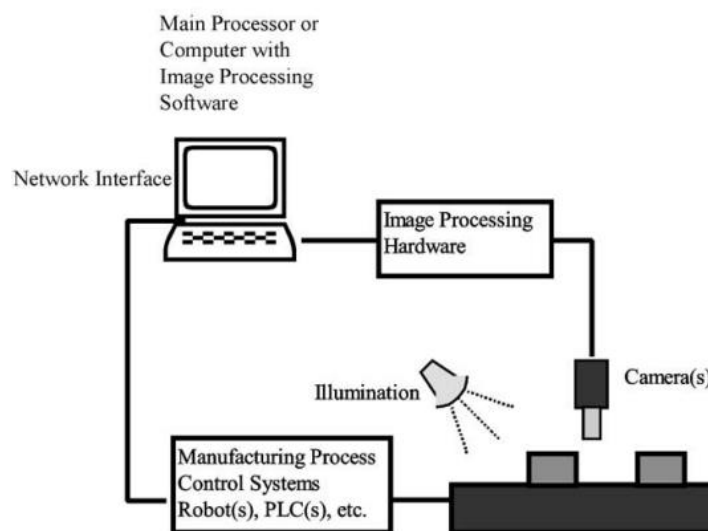 Main Processor or
Computer with
Image Processing
Software
Network Interface
Image Processing
Hardware
Illumination
Camera(s)
Manufacturing Process
Control Systems
Robot(s), PLC(s), etc.